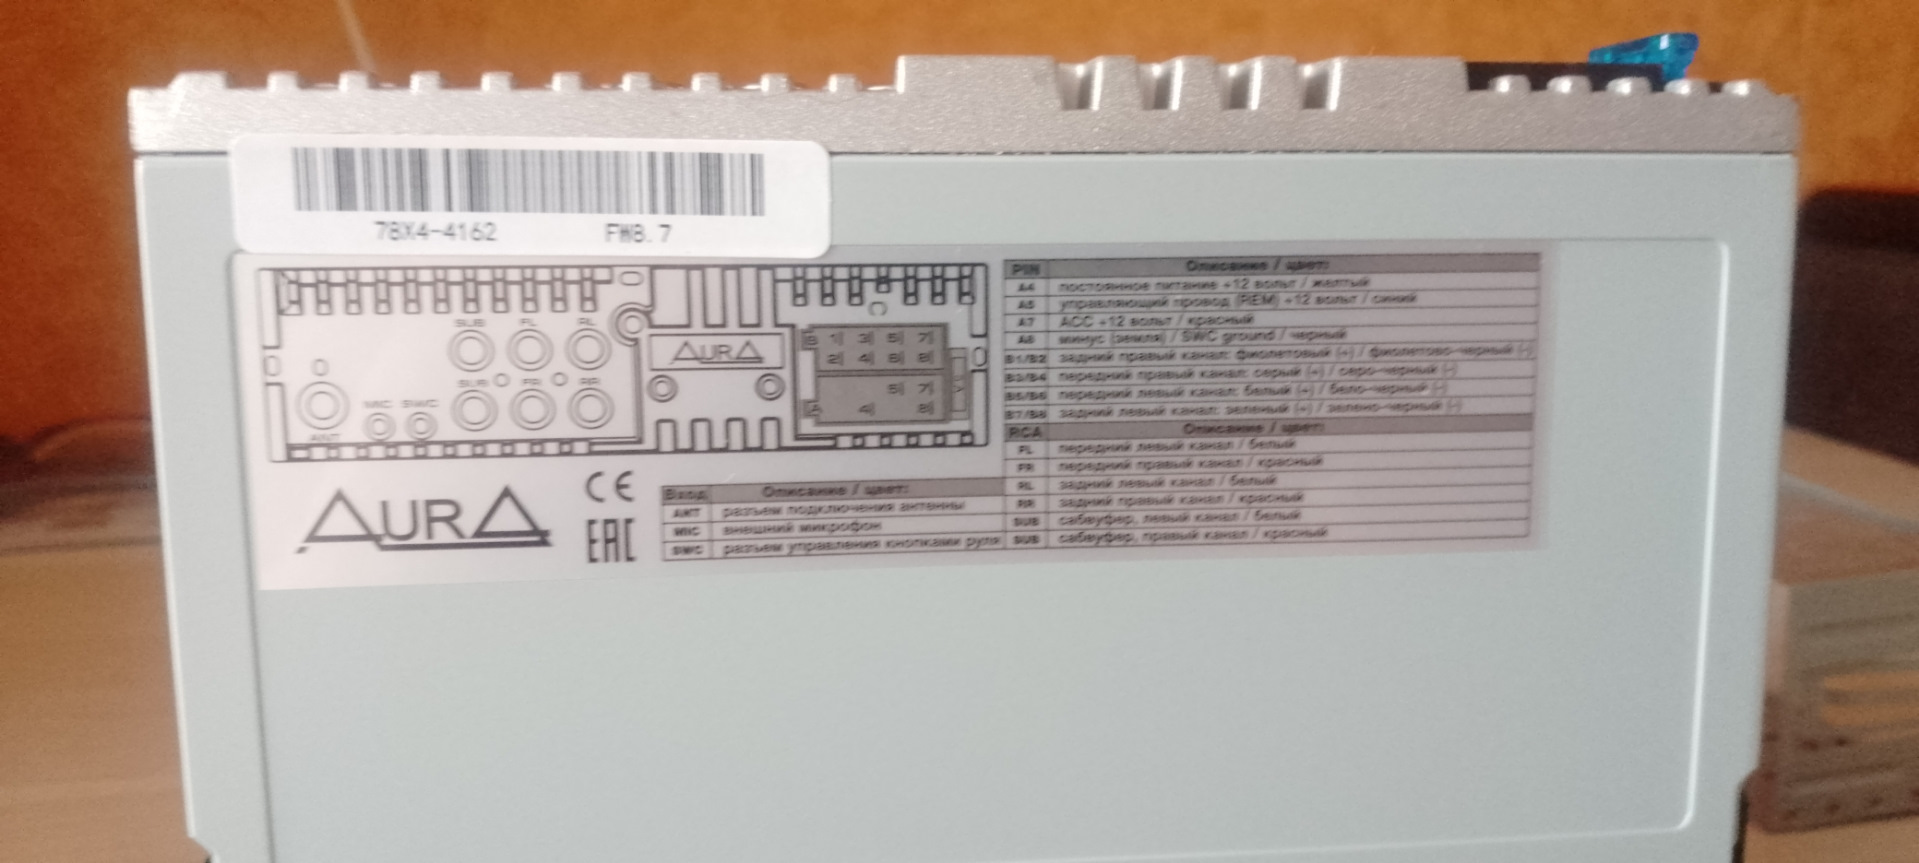 78X4-4162 FW8.7
SUB FL RL
SUB FR RR
MIC SWC
ANT
AURA
B 1 3 5 7
2 4 6 8
5 7
A 4 8
PIN Описание / цвет:
A4 постоянное питание +12 вольт / желтый
A5 управляющий провод (REM) +12 вольт / синий
A7 ACC +12 вольт / красный
A8 минус (земля) / SWC ground / черный
B1/B2 задний правый канал: фиолетовый (+) / фиолетово-черный (-)
B3/B4 передний правый канал: серый (+) / серо-черный (-)
B5/B6 передний левый канал: белый (+) / бело-черный (-)
B7/B8 задний левый канал: зеленый (+) / зелено-черный (-)
RCA Описание / цвет:
FL передний левый канал / белый
FR передний правый канал / красный
RL задний левый канал / белый
RR задний правый канал / красный
SUB сабвуфер, левый канал / белый
SUB сабвуфер, правый канал / красный
AURA
CE
EAC
Вход Описание / цвет:
ANT разъем подключения антенны
MIC внешний микрофон
SWC разъем управления кнопками руля